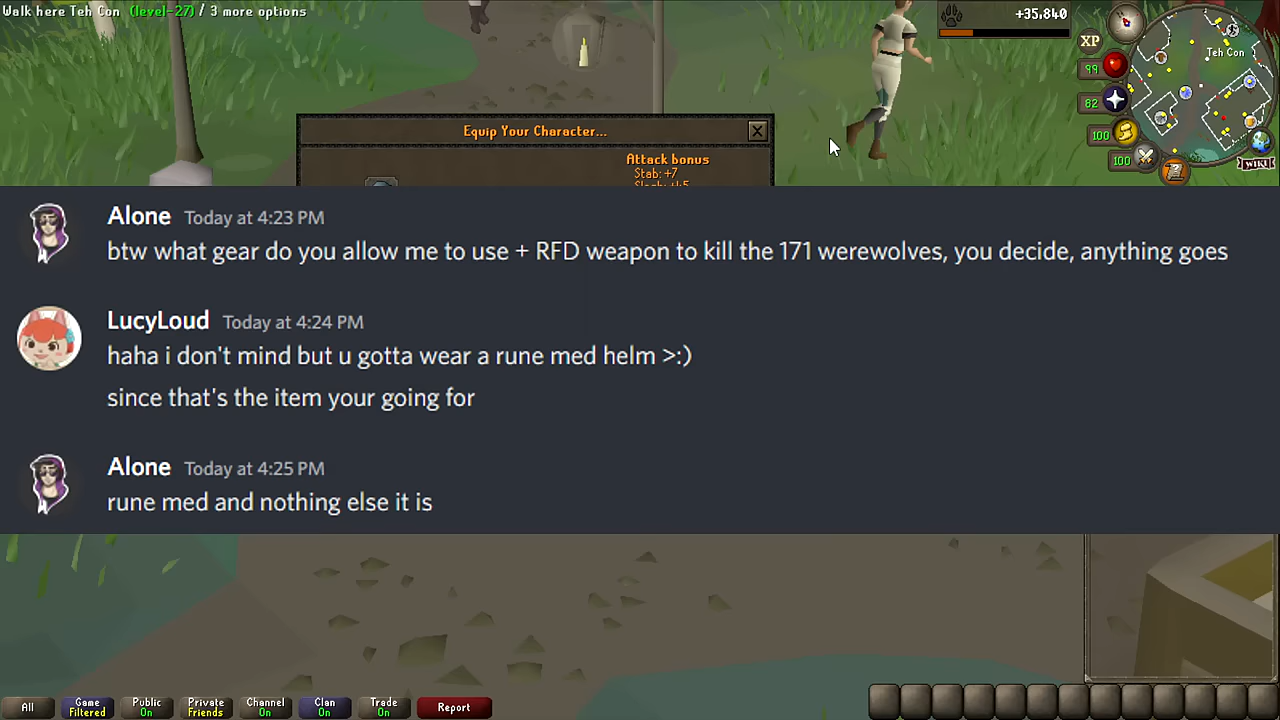 Walk here Teh Con (level-27) / 3 more options
+35,840
XP
Teh Con
99
82
100
100
WIKI
Equip Your Character...
Attack bonus
Stab: +7
Alone Today at 4:23 PM
btw what gear do you allow me to use + RFD weapon to kill the 171 werewolves, you decide, anything goes
LucyLoud Today at 4:24 PM
haha i don't mind but u gotta wear a rune med helm >:)
since that's the item your going for
Alone Today at 4:25 PM
rune med and nothing else it is
All
Game
Filtered
Public
On
Private
Friends
Channel
On
Clan
On
Trade
On
Report